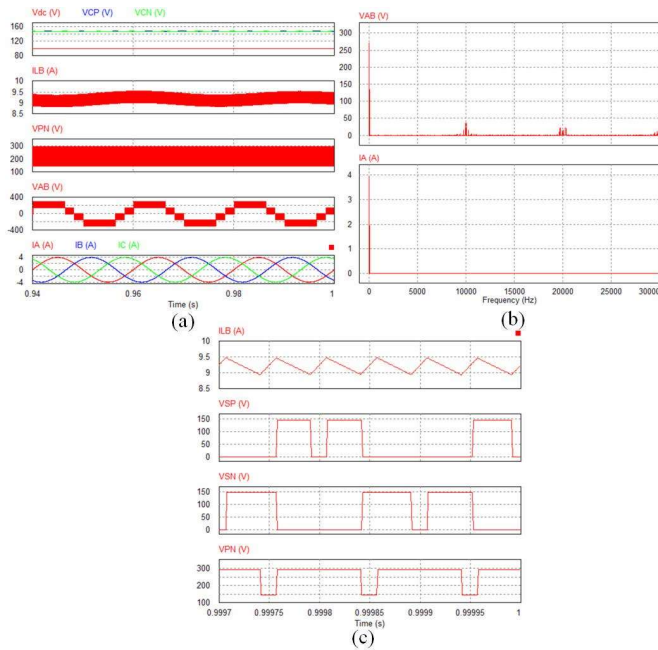 Vdc (V) VCP (V) VCN (V)
160
120
80
ILB (A)
10
9.5
9
8.5
VPN (V)
300
200
100
VAB (V)
400
0
-400
IA (A) IB (A) IC (A)
4
0
-4
0.94 0.96 0.98 1
Time (s)
(a)
VAB (V)
300
250
200
150
100
50
0
IA (A)
4
3
2
1
0
0 5000 10000 15000 20000 25000 30000
Frequency (Hz)
(b)
ILB (A)
10
9.5
9
8.5
VSP (V)
150
100
50
0
VSN (V)
150
100
50
0
VPN (V)
300
200
100
0.9997 0.99975 0.9998 0.99985 0.9999 0.99995 1
Time (s)
(c)